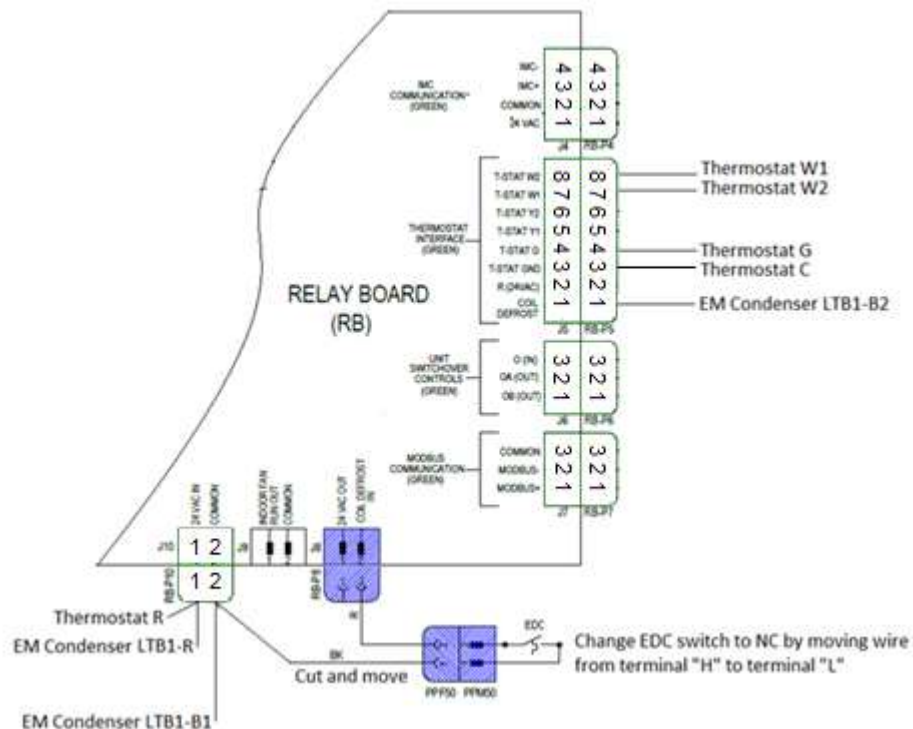 IMC-
IMC+
COMMON
24 VAC
IMC
COMMUNICATION
(GREEN)
4 3 2 1
4 3 2 1
J4 RB-P4
T-STAT W2
T-STAT W1
T-STAT Y2
T-STAT Y1
T-STAT G
T-STAT GND
R (24VAC)
COIL
DEFROST
THERMOSTAT
INTERFACE
(GREEN)
8 7 6 5 4 3 2 1
8 7 6 5 4 3 2 1
J5 RB-P5
Thermostat W1
Thermostat W2
Thermostat G
Thermostat C
EM Condenser LTB1-B2
RELAY BOARD
(RB)
UNIT
SWITCHOVER
CONTROLS
(GREEN)
O (IN)
OA (OUT)
OB (OUT)
3 2 1
3 2 1
J6 RB-P6
MODBUS
COMMUNICATION
(GREEN)
COMMON
MODBUS-
MODBUS+
3 2 1
3 2 1
J7 RB-P7
24 VAC IN
COMMON
INDOOR FAN
RUN OUT
COMMON
24 VAC OUT
COIL DEFROST
IN
J10
1 2
J9
J8
RB-P10
1 2
RB-P8
Thermostat R
EM Condenser LTB1-R
BK
Cut and move
EM Condenser LTB1-B1
PPF50 PPM50
EDC
Change EDC switch to NC by moving wire
from terminal "H" to terminal "L"